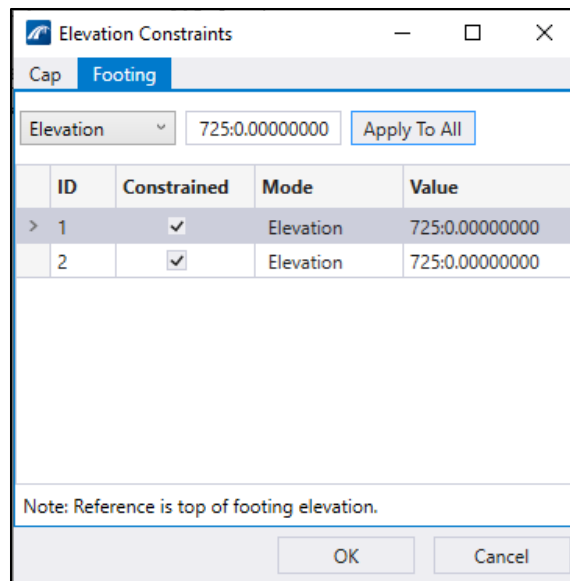 Elevation Constraints
Cap Footing
Elevation 725:0.00000000 Apply To All
ID Constrained Mode Value
1 Elevation 725:0.00000000
2 Elevation 725:0.00000000
Note: Reference is top of footing elevation.
OK Cancel